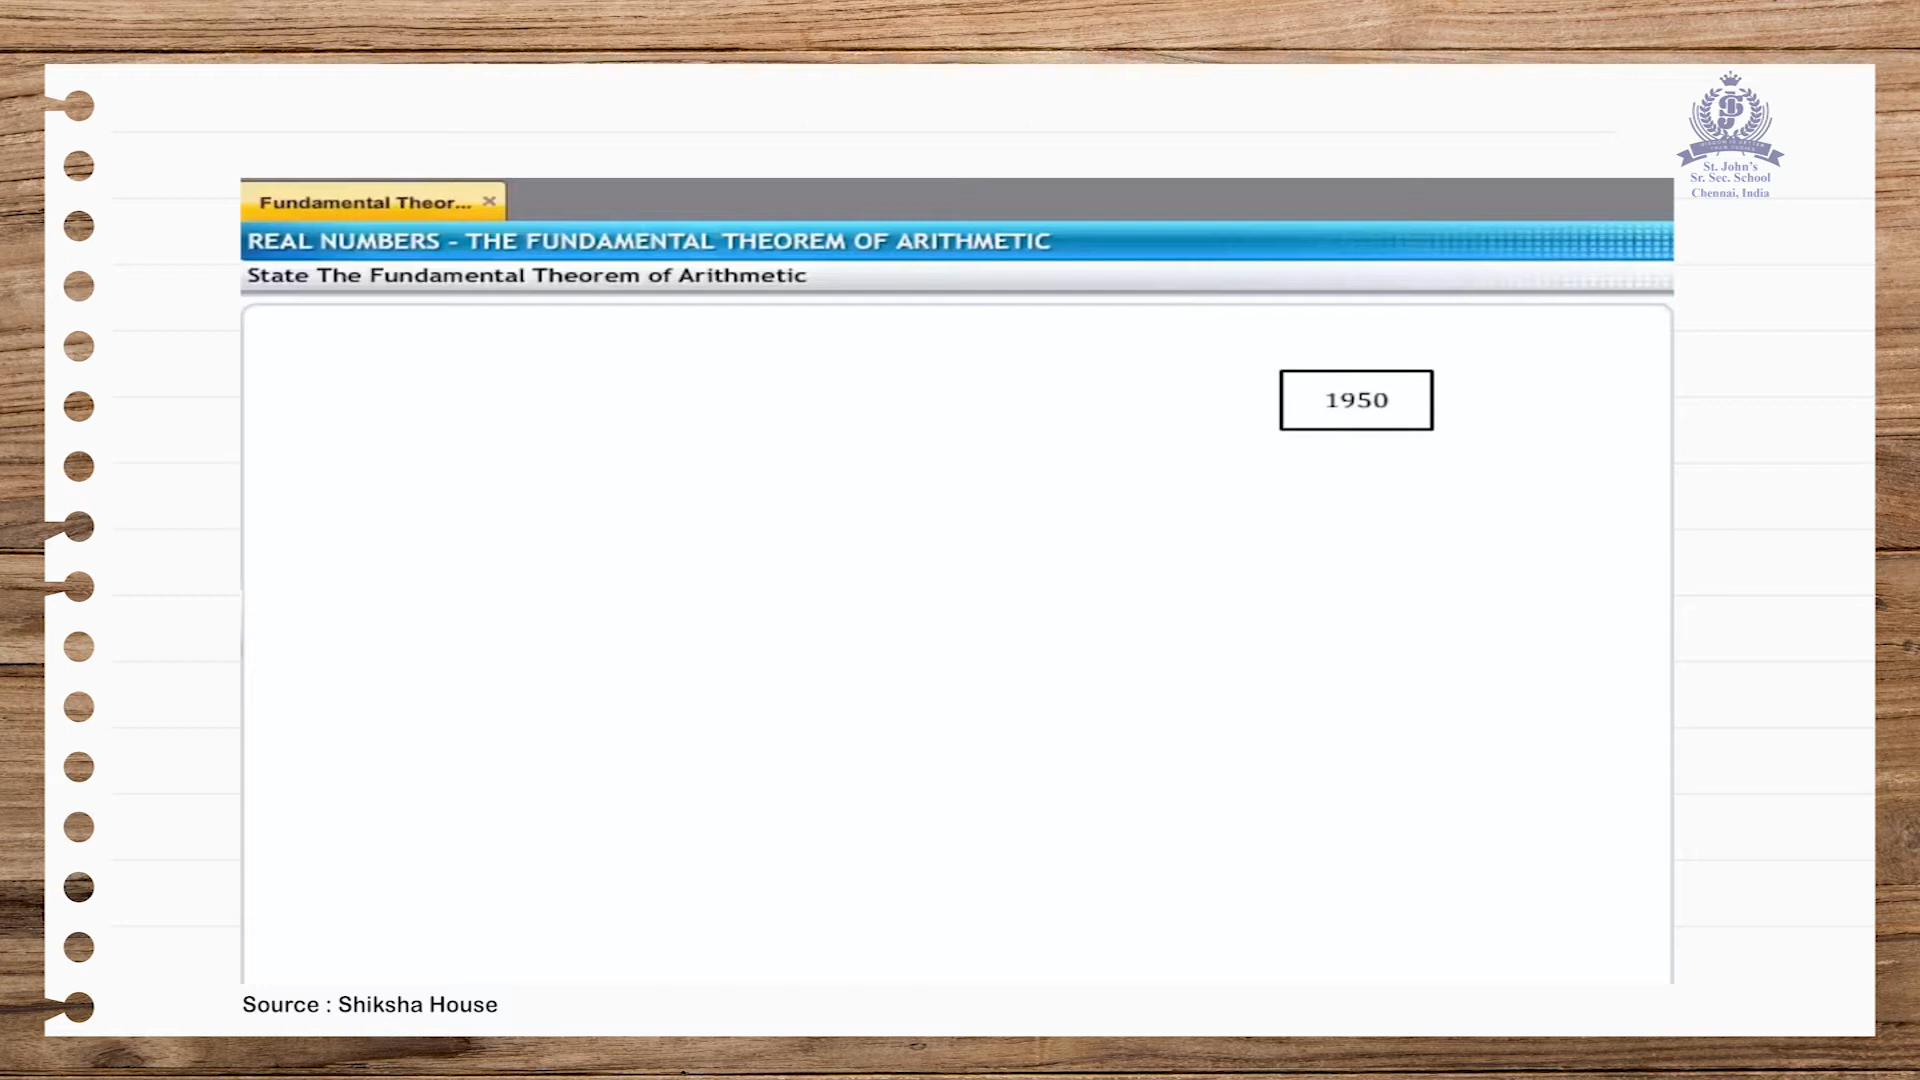 St. John's
Sr. Sec. School
Chennai, India
Fundamental Theor... ×
REAL NUMBERS - THE FUNDAMENTAL THEOREM OF ARITHMETIC
State The Fundamental Theorem of Arithmetic
1950
Source : Shiksha House